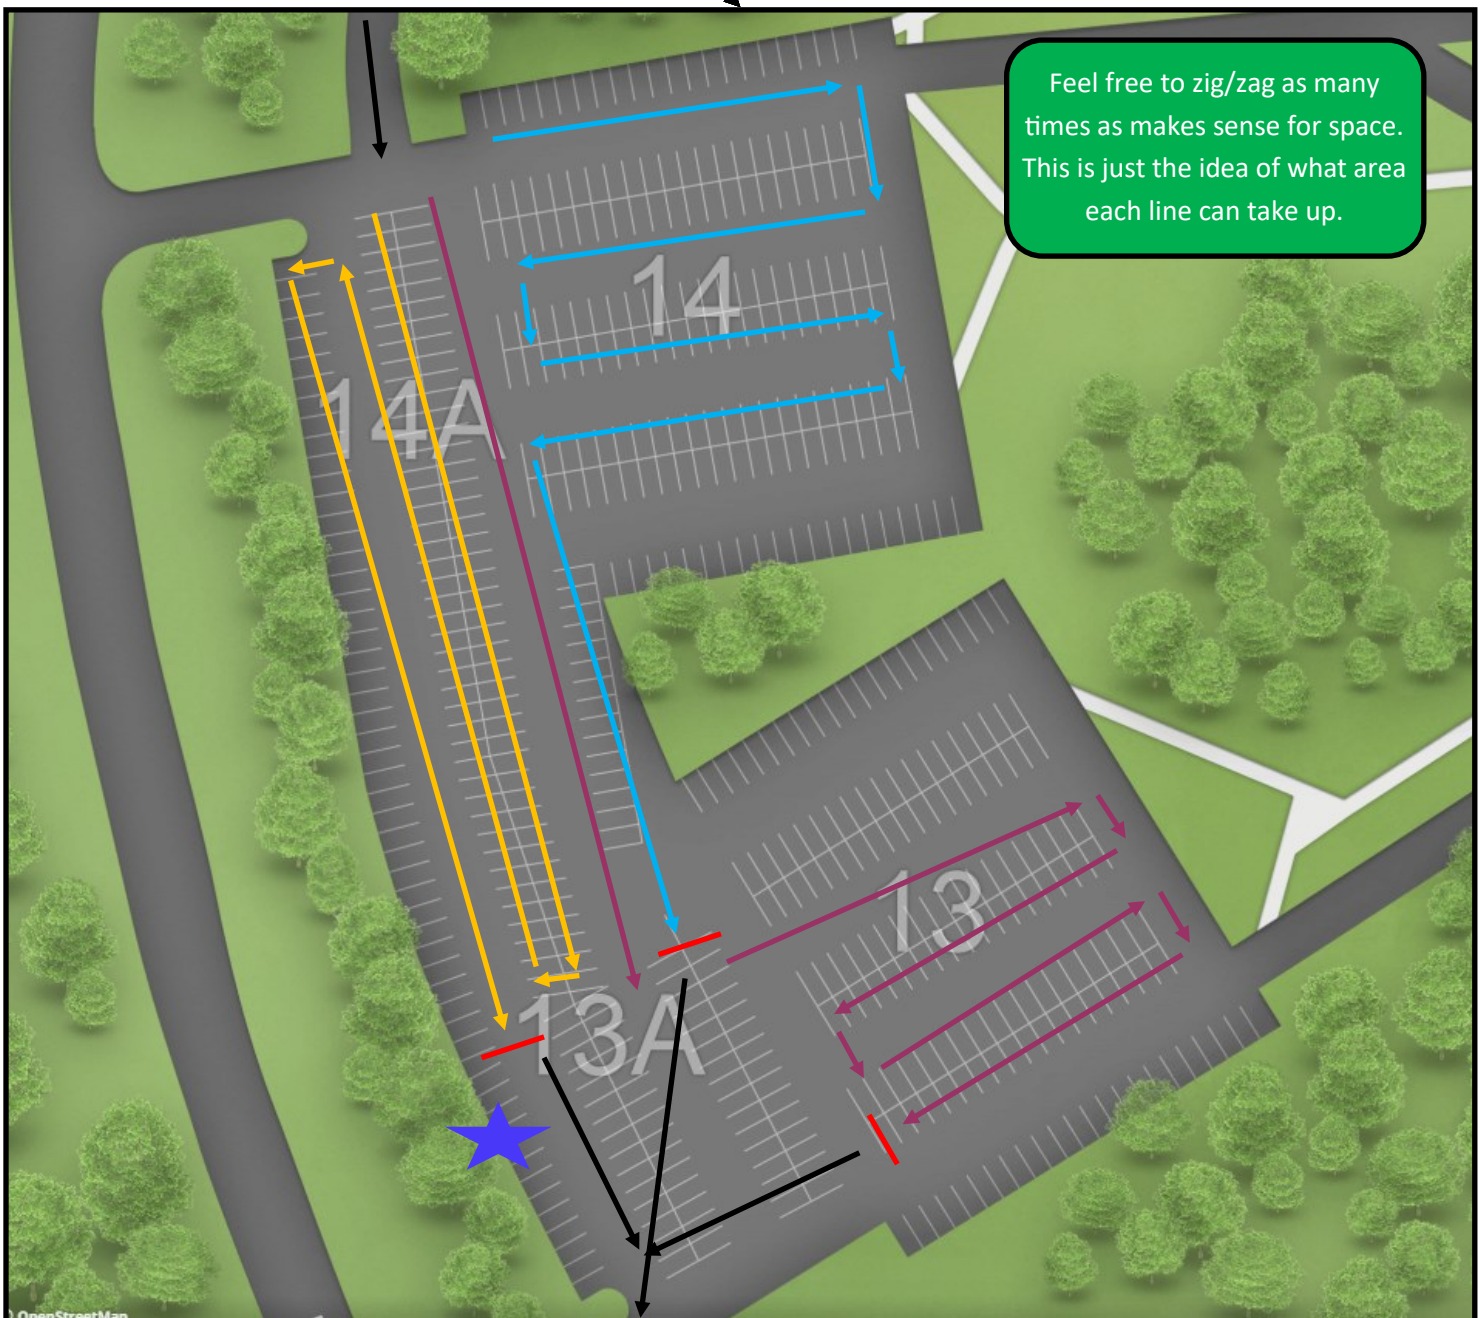 Feel free to zig/zag as many
times as makes sense for space.
This is just the idea of what area
each line can take up.
14
14A
13
13A
OpenStreetMap